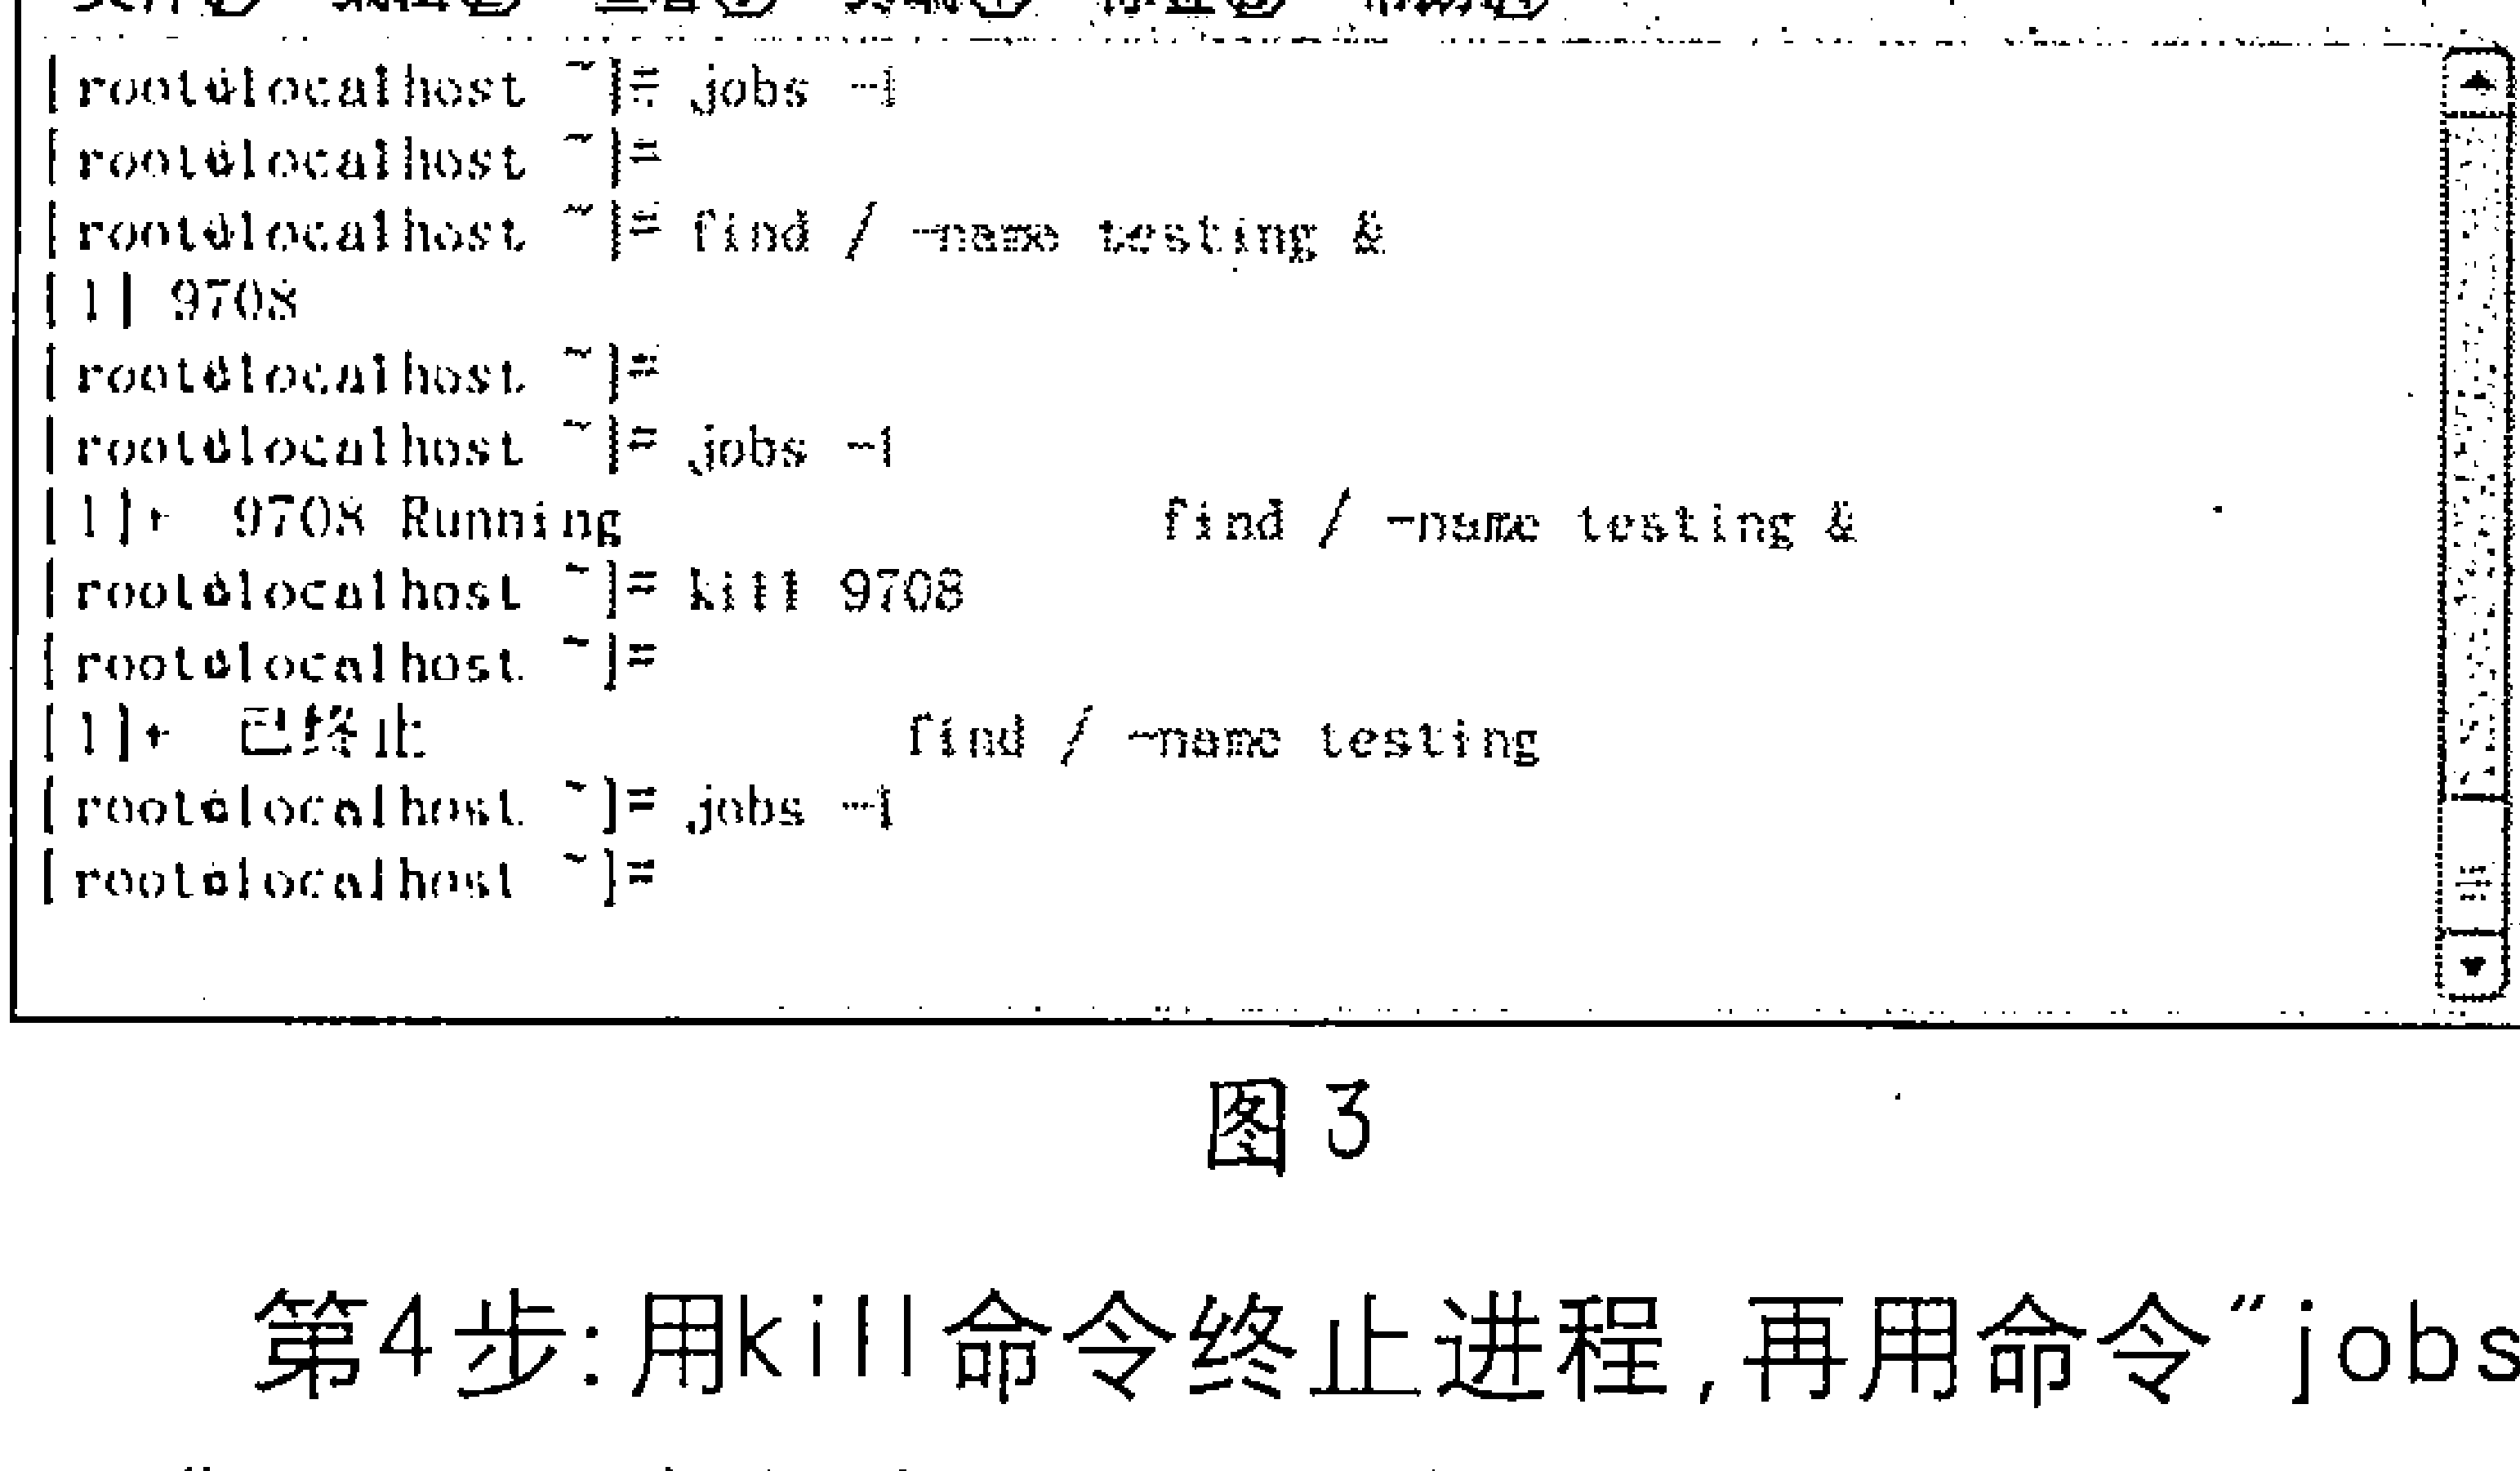 [root@localhost ~]# jobs -l
[root@localhost ~]#
[root@localhost ~]# find / -name testing &
[1] 9708
[root@localhost ~]#
[root@localhost ~]# jobs -l
[1]+  9708 Running                 find / -name testing &
[root@localhost ~]# kill 9708
[root@localhost ~]#
[1]+  已终止                  find / -name testing
[root@localhost ~]# jobs -l
[root@localhost ~]#
图 3
第4步:用kill命令终止进程,再用命令"jobs